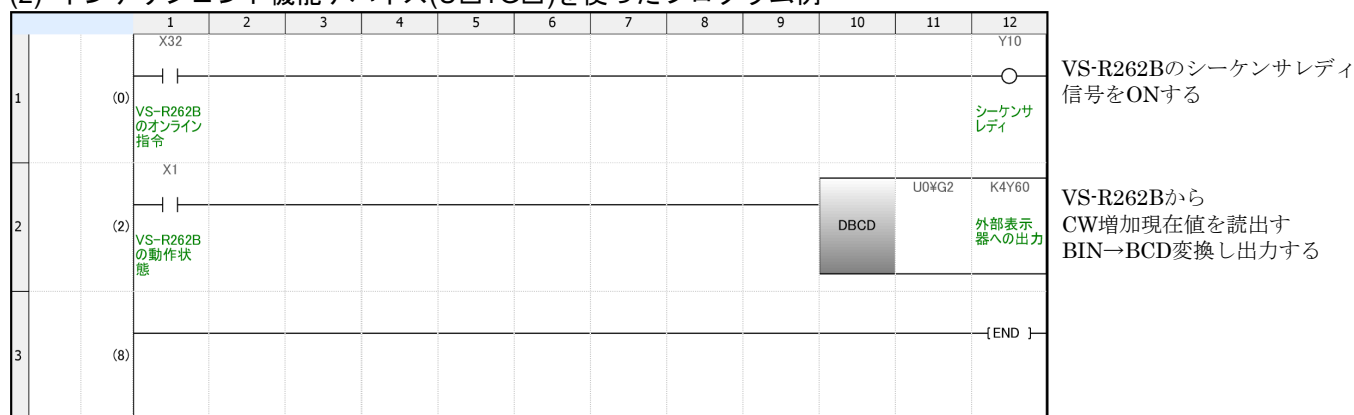 (2) インテリジェント機能デバイス(U□¥G□)を使ったプログラム例
1 2 3 4 5 6 7 8 9 10 11 12
X32 Y10
1 (0)
VS-R262B
のオンライン
指令
シーケンサ
レディ
VS-R262Bのシーケンサレディ
信号をONする
X1
U0¥G2 K4Y60
2 (2)
DBCD
VS-R262B
の動作状
態
外部表示
器への出力
VS-R262Bから
CW増加現在値を読出す
BIN→BCD変換し出力する
3 (8)
[END ]